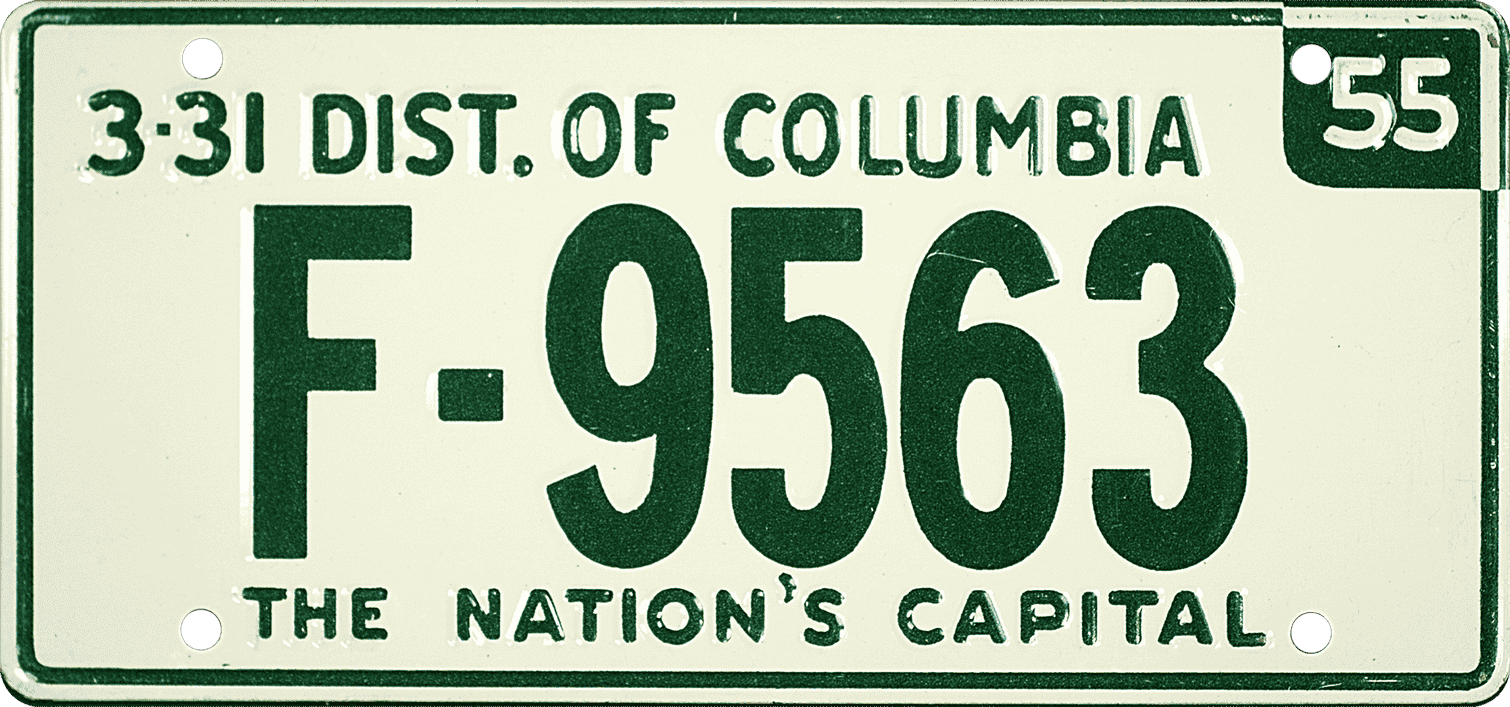 3-31 DIST. OF COLUMBIA 55
F-9563
THE NATION'S CAPITAL